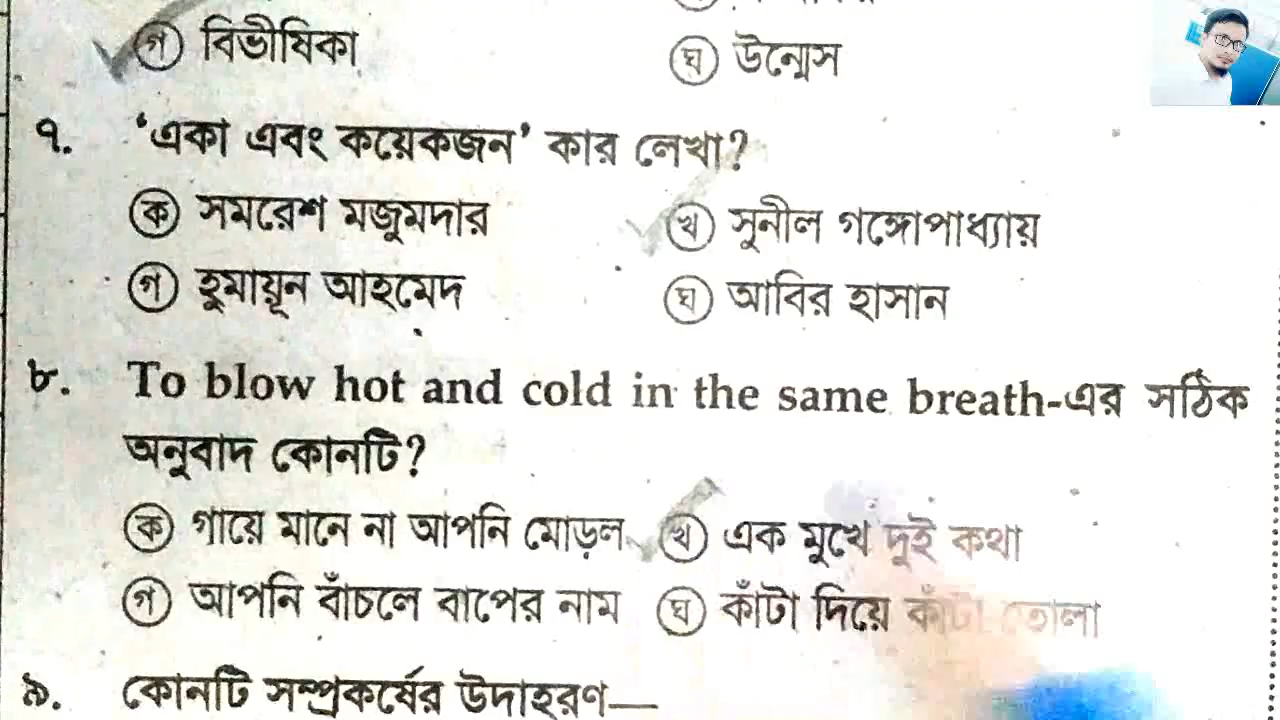 গ বিভীষিকা
ঘ উন্মেস
৭. ‘একা এবং কয়েকজন’ কার লেখা?
ক সমরেশ মজুমদার খ সুনীল গঙ্গোপাধ্যায়
গ হুমায়ূন আহমেদ ঘ আবির হাসান
৮. To blow hot and cold in the same breath-এর সঠিক
অনুবাদ কোনটি?
ক গায়ে মানে না আপনি মোড়ল খ এক মুখে দুই কথা
গ আপনি বাঁচলে বাপের নাম ঘ কাঁটা দিয়ে কাঁটা তোলা
৯. কোনটি সম্প্রকর্ষের উদাহরণ—